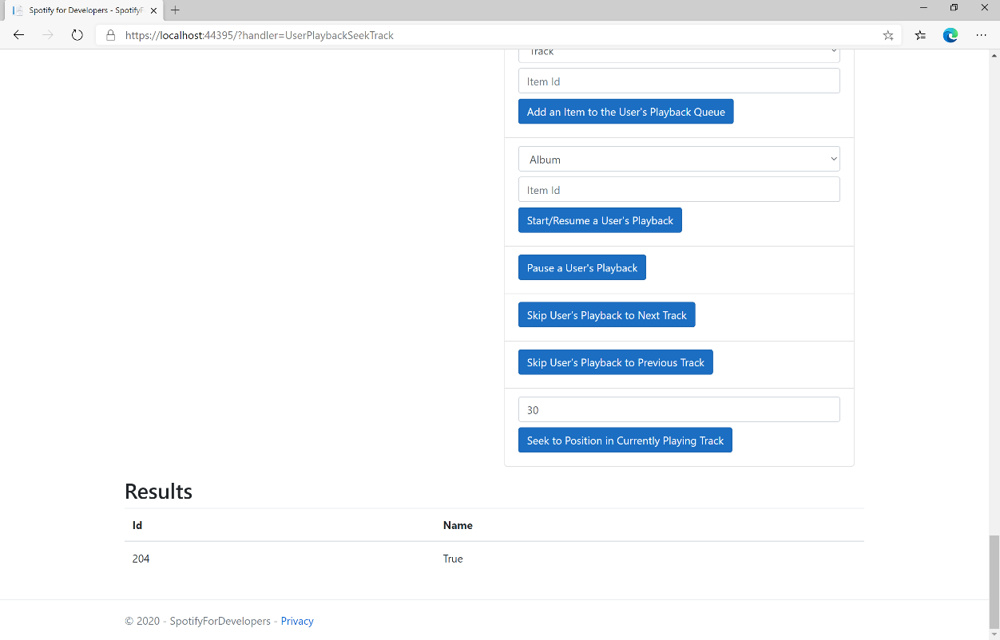 Spotify for Developers - SpotifyF
https://localhost:44395/?handler=UserPlaybackSeekTrack
Track
Item Id
Add an Item to the User's Playback Queue
Album
Item Id
Start/Resume a User's Playback
Pause a User's Playback
Skip User's Playback to Next Track
Skip User's Playback to Previous Track
30
Seek to Position in Currently Playing Track
Results
Id Name
204 True
© 2020 - SpotifyForDevelopers - Privacy